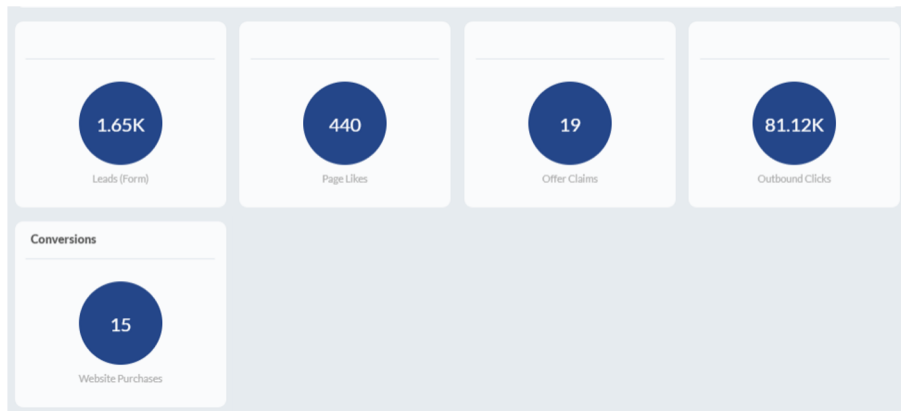 1.65K
Leads (Form)
440
Page Likes
19
Offer Claims
81.12K
Outbound Clicks
Conversions
15
Website Purchases